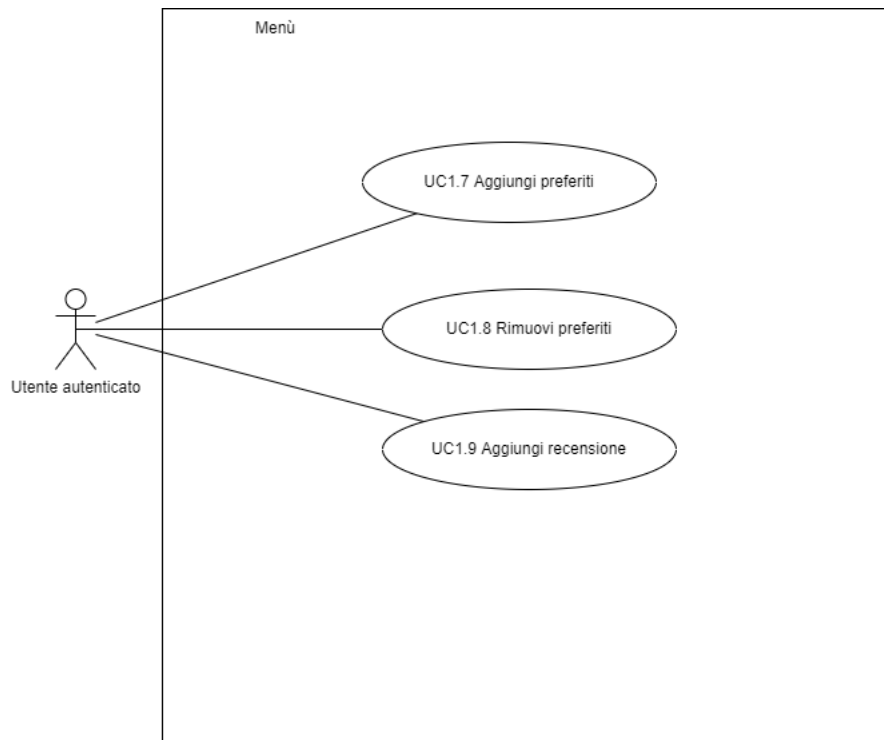 Menù
UC1.7 Aggiungi preferiti
UC1.8 Rimuovi preferiti
Utente autenticato
UC1.9 Aggiungi recensione